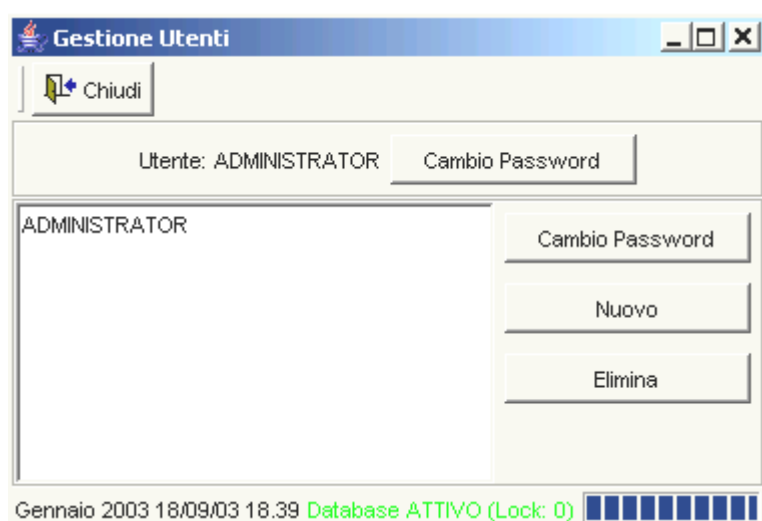 Gestione Utenti
Chiudi
Utente: ADMINISTRATOR Cambio Password
ADMINISTRATOR
Cambio Password
Nuovo
Elimina
Gennaio 2003 18/09/03 18.39 Database ATTIVO (Lock: 0)